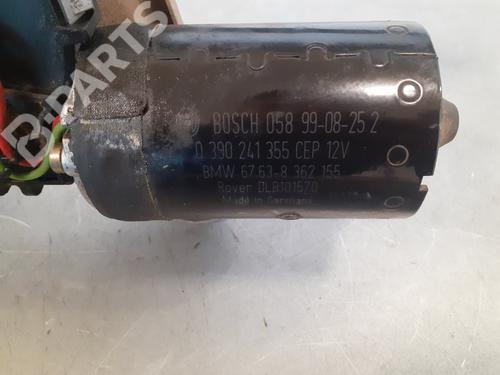 BOSCH 058 99-08-25 2
0 390 241 355 CEP 12V
BMW 67.63-8 362 155
Rover DLB101570
Made in Germany
B-PARTS